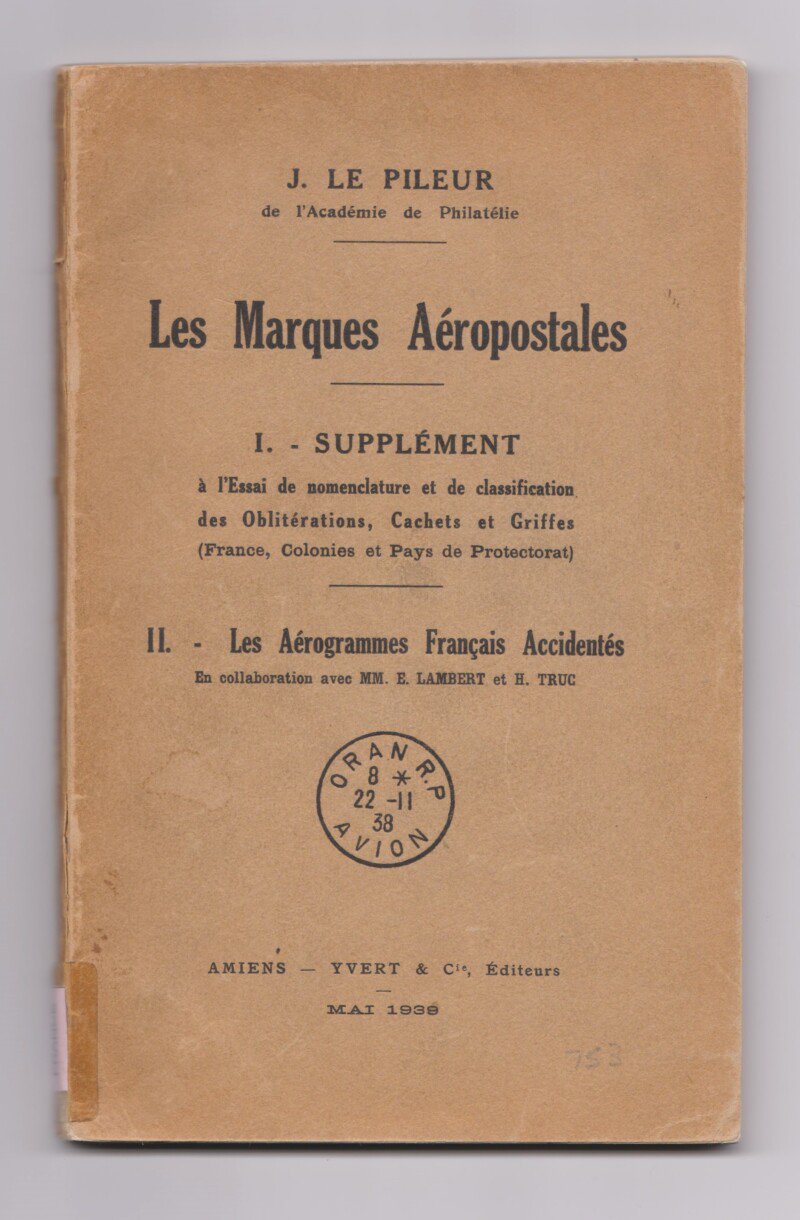 J. LE PILEUR
de l'Académie de Philatélie
Les Marques Aéropostales
I. - SUPPLÉMENT
à l'Essai de nomenclature et de classification
des Oblitérations, Cachets et Griffes
(France, Colonies et Pays de Protectorat)
II. - Les Aérogrammes Français Accidentés
En collaboration avec MM. E. LAMBERT et H. TRUC
ORAN R.P
8 *
22 -11
38
AVION
AMIENS — YVERT & Cie, Éditeurs
MAI 1939
753